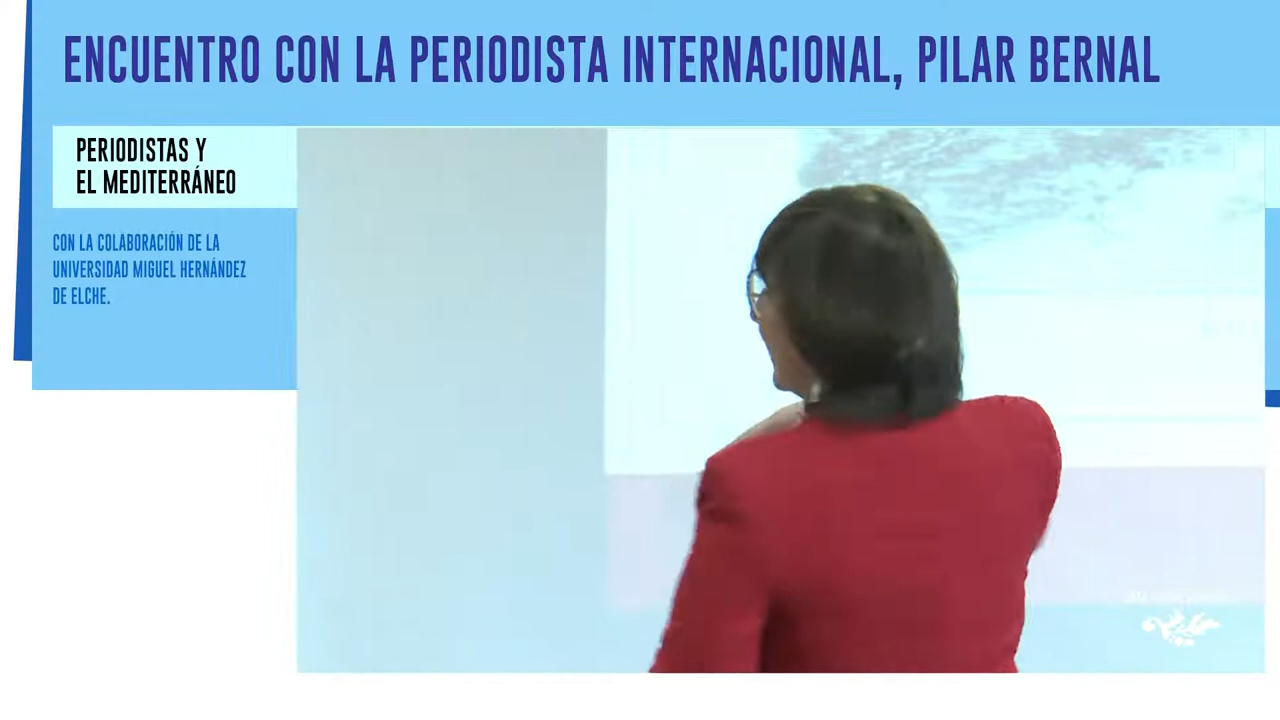 ENCUENTRO CON LA PERIODISTA INTERNACIONAL, PILAR BERNAL
PERIODISTAS Y
EL MEDITERRÁNEO
CON LA COLABORACIÓN DE LA
UNIVERSIDAD MIGUEL HERNÁNDEZ
DE ELCHE.